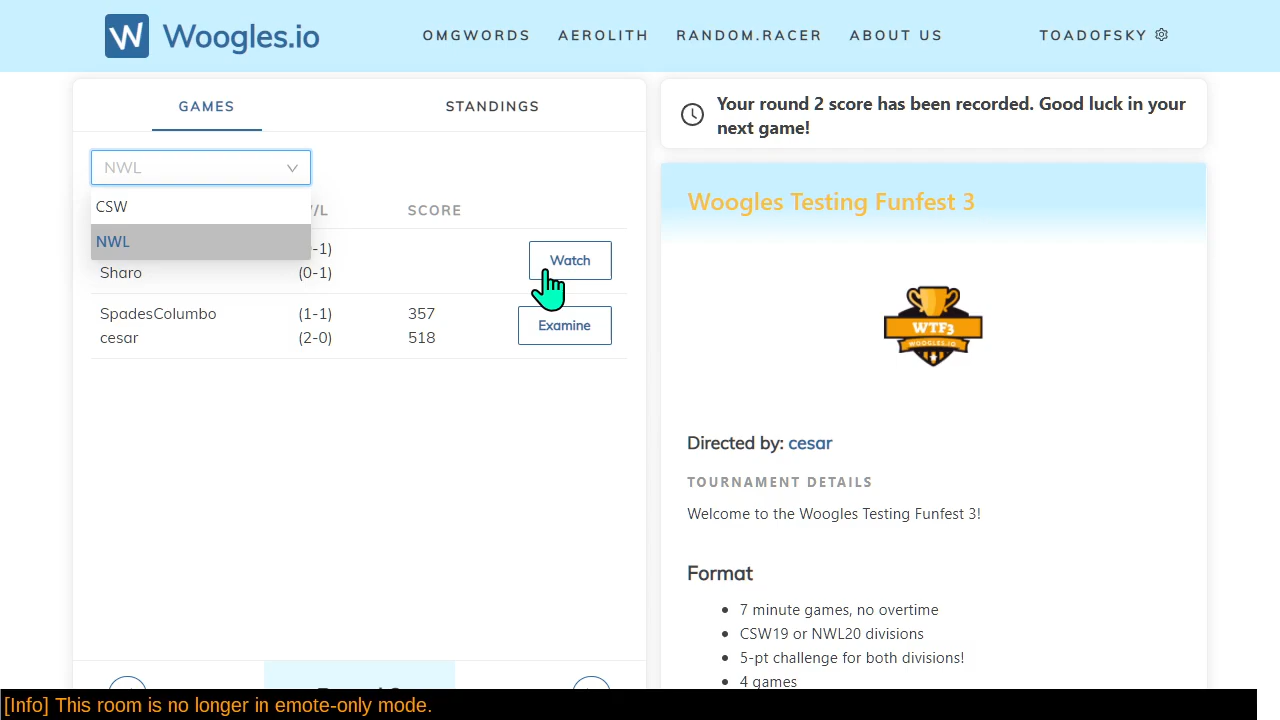 W Woogles.io
OMGWORDS AEROLITH RANDOM.RACER ABOUT US TOADOFSKY
GAMES STANDINGS
NWL
CSW
NWL
SCORE
Watch
Sharo (0-1)
SpadesColumbo (1-1) 357
cesar (2-0) 518
Examine
Your round 2 score has been recorded. Good luck in your
next game!
Woogles Testing Funfest 3
WTF3
WOOGLES.IO
Directed by: cesar
TOURNAMENT DETAILS
Welcome to the Woogles Testing Funfest 3!
Format
• 7 minute games, no overtime
• CSW19 or NWL20 divisions
• 5-pt challenge for both divisions!
• 4 games
[Info] This room is no longer in emote-only mode.